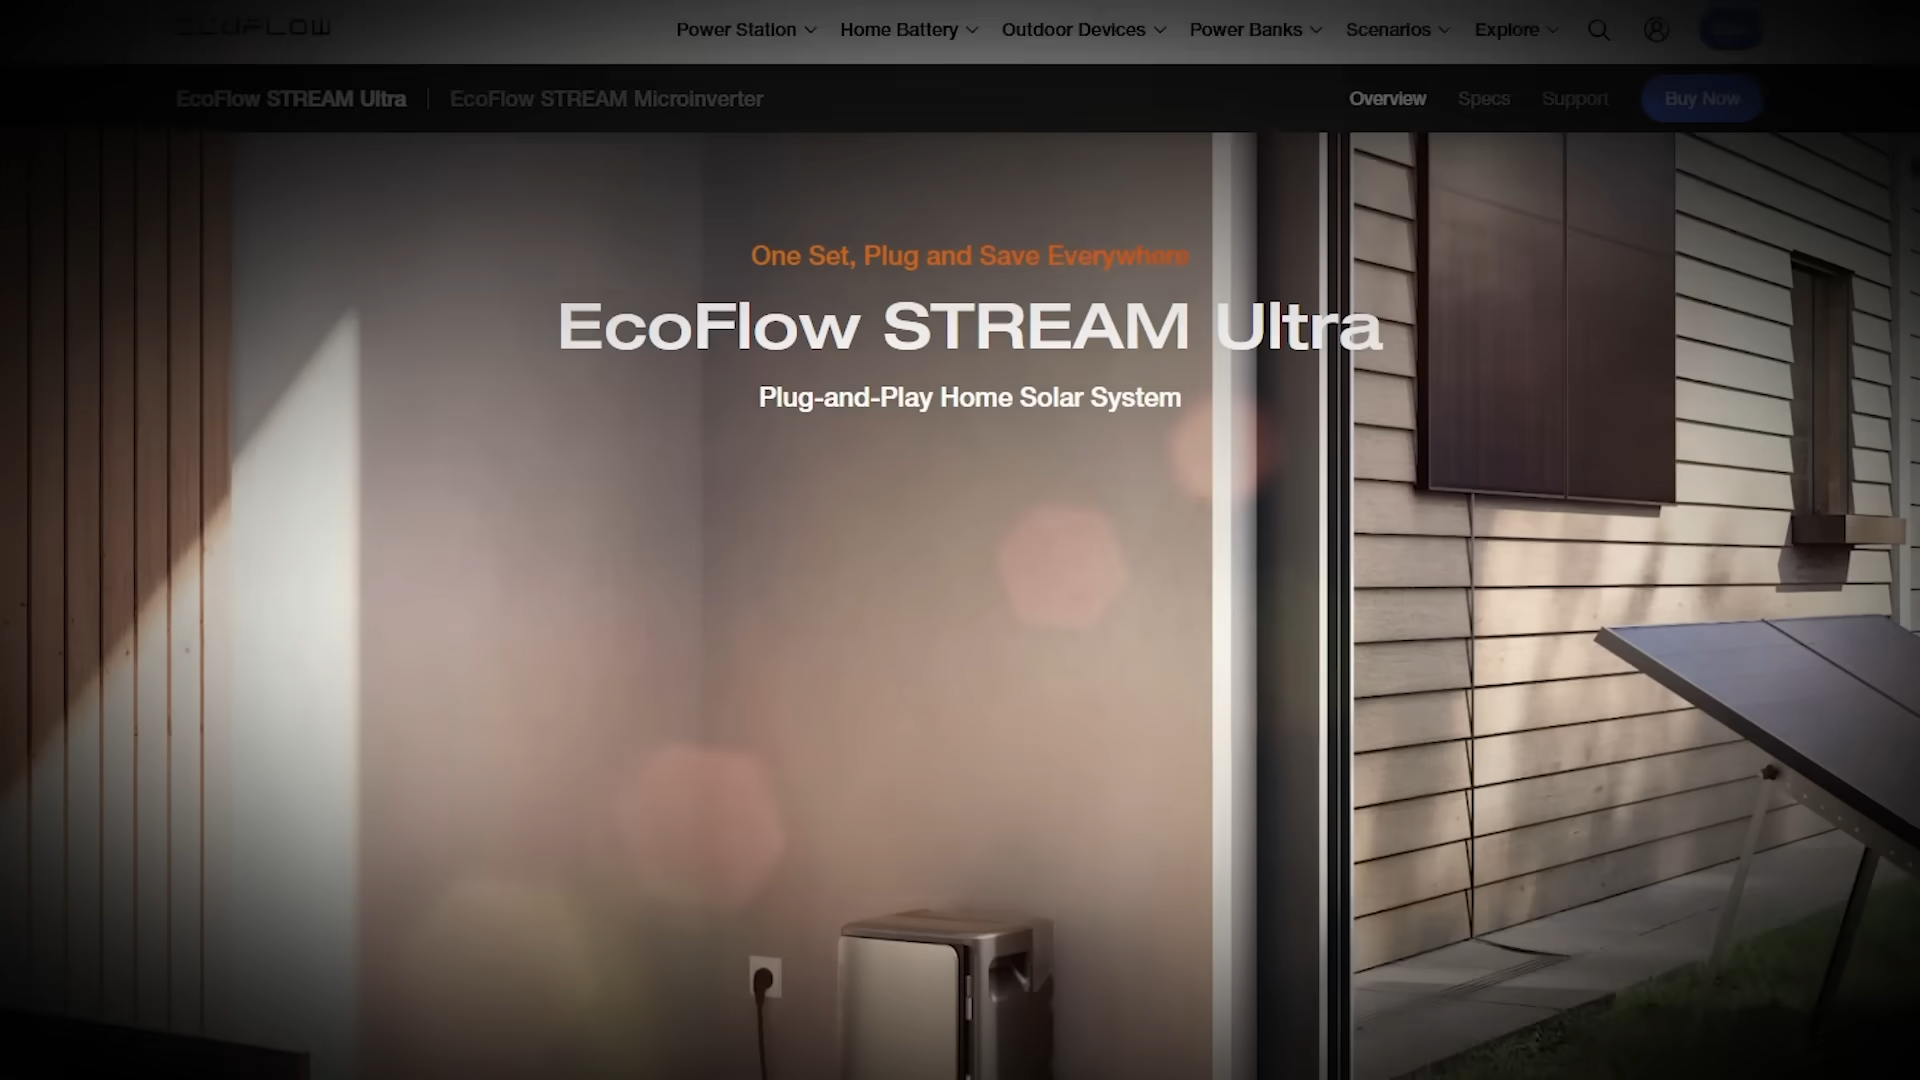 ECOFLOW
Power Station Home Battery Outdoor Devices Power Banks Scenarios Explore
EcoFlow STREAM Ultra EcoFlow STREAM Microinverter Overview Specs Support Buy Now
One Set, Plug and Save Everywhere
EcoFlow STREAM Ultra
Plug-and-Play Home Solar System